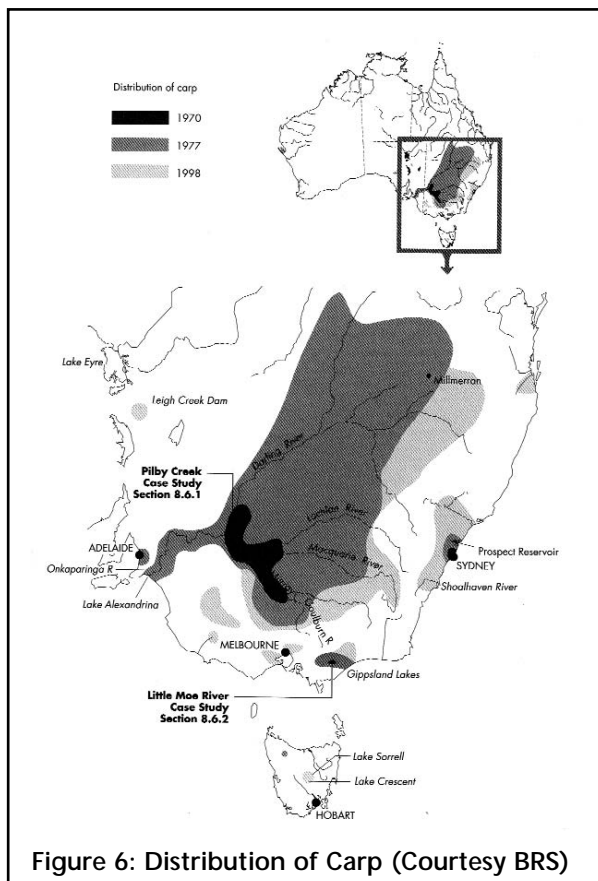 Distribution of carp
1970
1977
1998
Lake Eyre
Leigh Creek Dam
Millmerran
Darling River
Pilby Creek
Case Study
Section 8.6.1
Lachlan River
Macquarie River
ADELAIDE
Onkaparinga R
Lake Alexandrina
Prospect Reservoir
SYDNEY
Shoalhaven River
Murray
Goulburn R
MELBOURNE
Gippsland Lakes
Little Moe River
Case Study
Section 8.6.2
Lake Sorrell
Lake Crescent
HOBART
Figure 6: Distribution of Carp (Courtesy BRS)